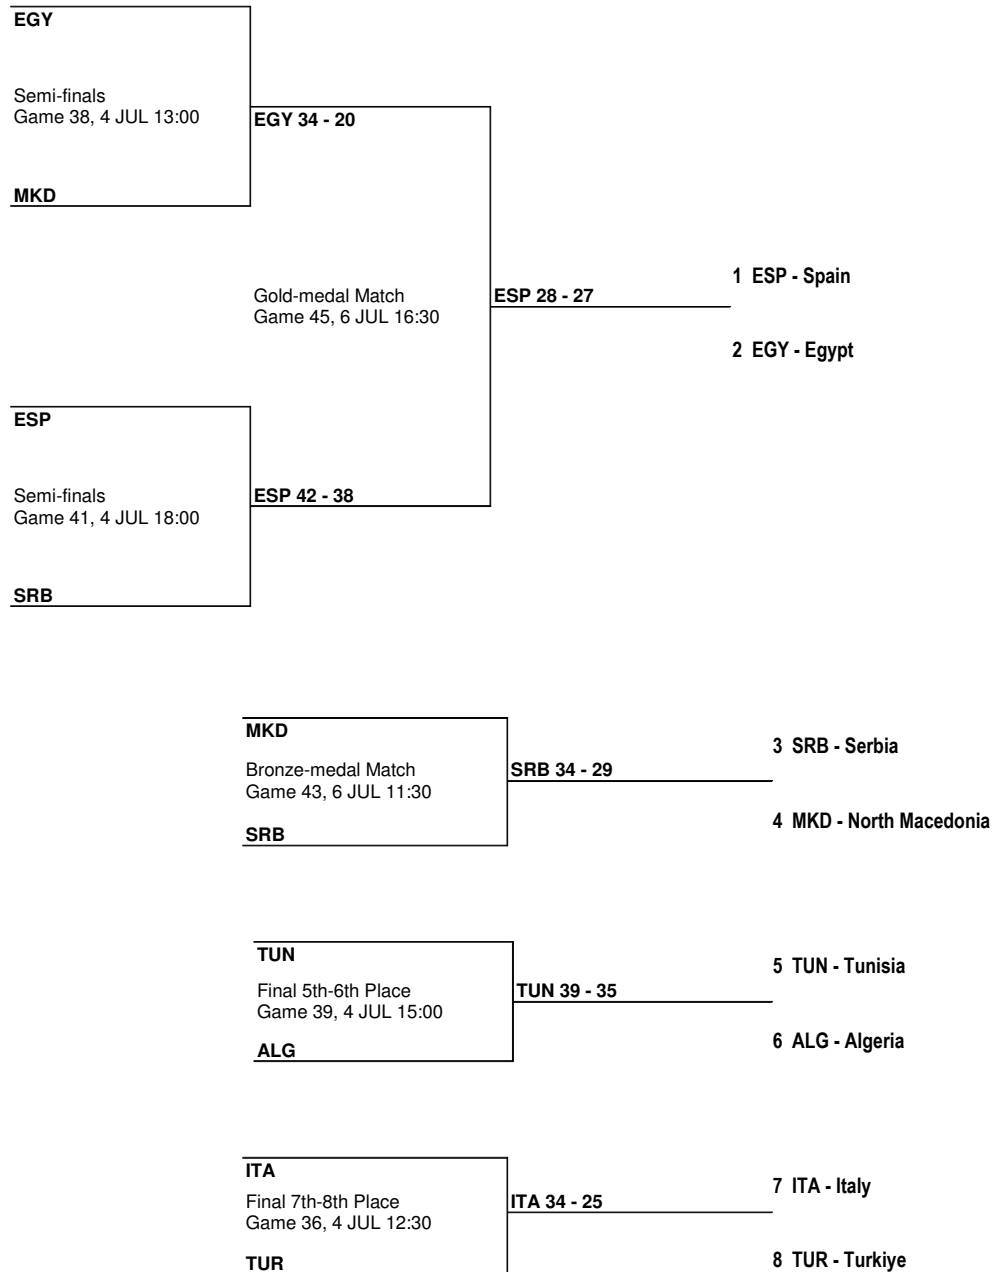 EGY
Semi-finals
Game 38, 4 JUL 13:00
EGY 34 - 20
MKD
Gold-medal Match
Game 45, 6 JUL 16:30
ESP 28 - 27
1 ESP - Spain
2 EGY - Egypt
ESP
Semi-finals
Game 41, 4 JUL 18:00
ESP 42 - 38
SRB
MKD
Bronze-medal Match
Game 43, 6 JUL 11:30
SRB
SRB 34 - 29
3 SRB - Serbia
4 MKD - North Macedonia
TUN
Final 5th-6th Place
Game 39, 4 JUL 15:00
ALG
TUN 39 - 35
5 TUN - Tunisia
6 ALG - Algeria
ITA
Final 7th-8th Place
Game 36, 4 JUL 12:30
TUR
ITA 34 - 25
7 ITA - Italy
8 TUR - Turkiye